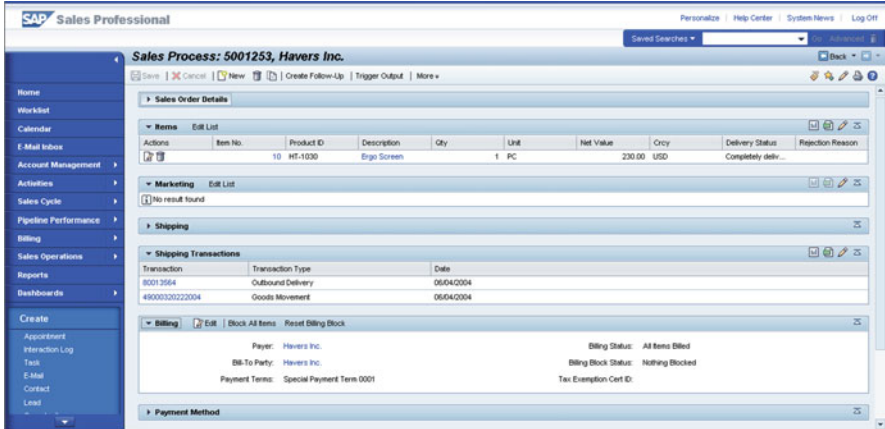 SAP Sales Professional
Personalize Help Center System News Log Off
Saved Searches Go Advanced
Sales Process: 5001253, Havers Inc. Back
Save Cancel New Create Follow-Up Trigger Output More
Home
Worklist
Calendar
E-Mail Inbox
Account Management
Activities
Sales Cycle
Pipeline Performance
Billing
Sales Operations
Reports
Dashboards
Create
Appointment
Interaction Log
Task
E-Mail
Contact
Lead
Sales Order Details
Items Edit List
Actions Item No. Product ID Description Qty Unit Net Value Crcy Delivery Status Rejection Reason
10 HT-1030 Ergo Screen 1 PC 230.00 USD Completely deliv...
Marketing Edit List
No result found
Shipping
Shipping Transactions
Transaction Transaction Type Date
80013564 Outbound Delivery 06/04/2004
49000320222004 Goods Movement 06/04/2004
Billing Edit Block All Items Reset Billing Block
Payer: Havers Inc. Billing Status: All Items Billed
Bill-To Party: Havers Inc. Billing Block Status: Nothing Blocked
Payment Terms: Special Payment Term 0001 Tax Exemption Cert ID:
Payment Method